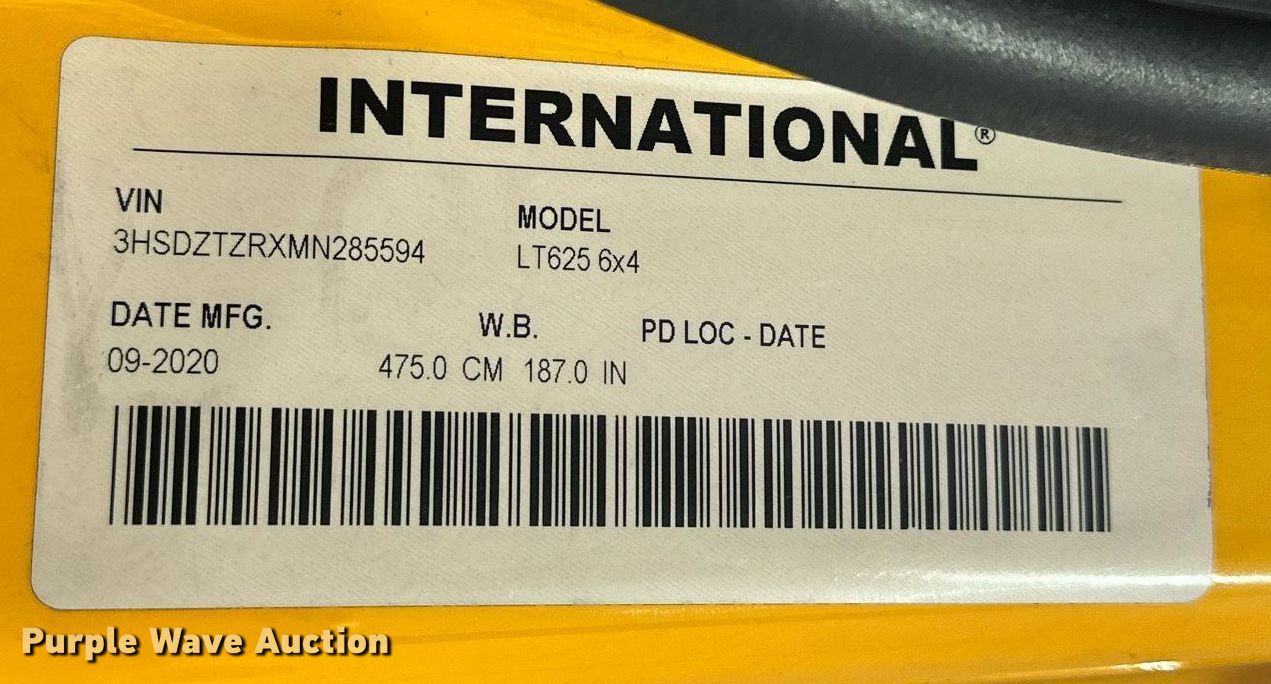 INTERNATIONAL®
VIN
3HSDZTZRXMN285594
MODEL
LT625 6x4
DATE MFG.
09-2020
W.B.
475.0 CM 187.0 IN
PD LOC - DATE
Purple Wave Auction